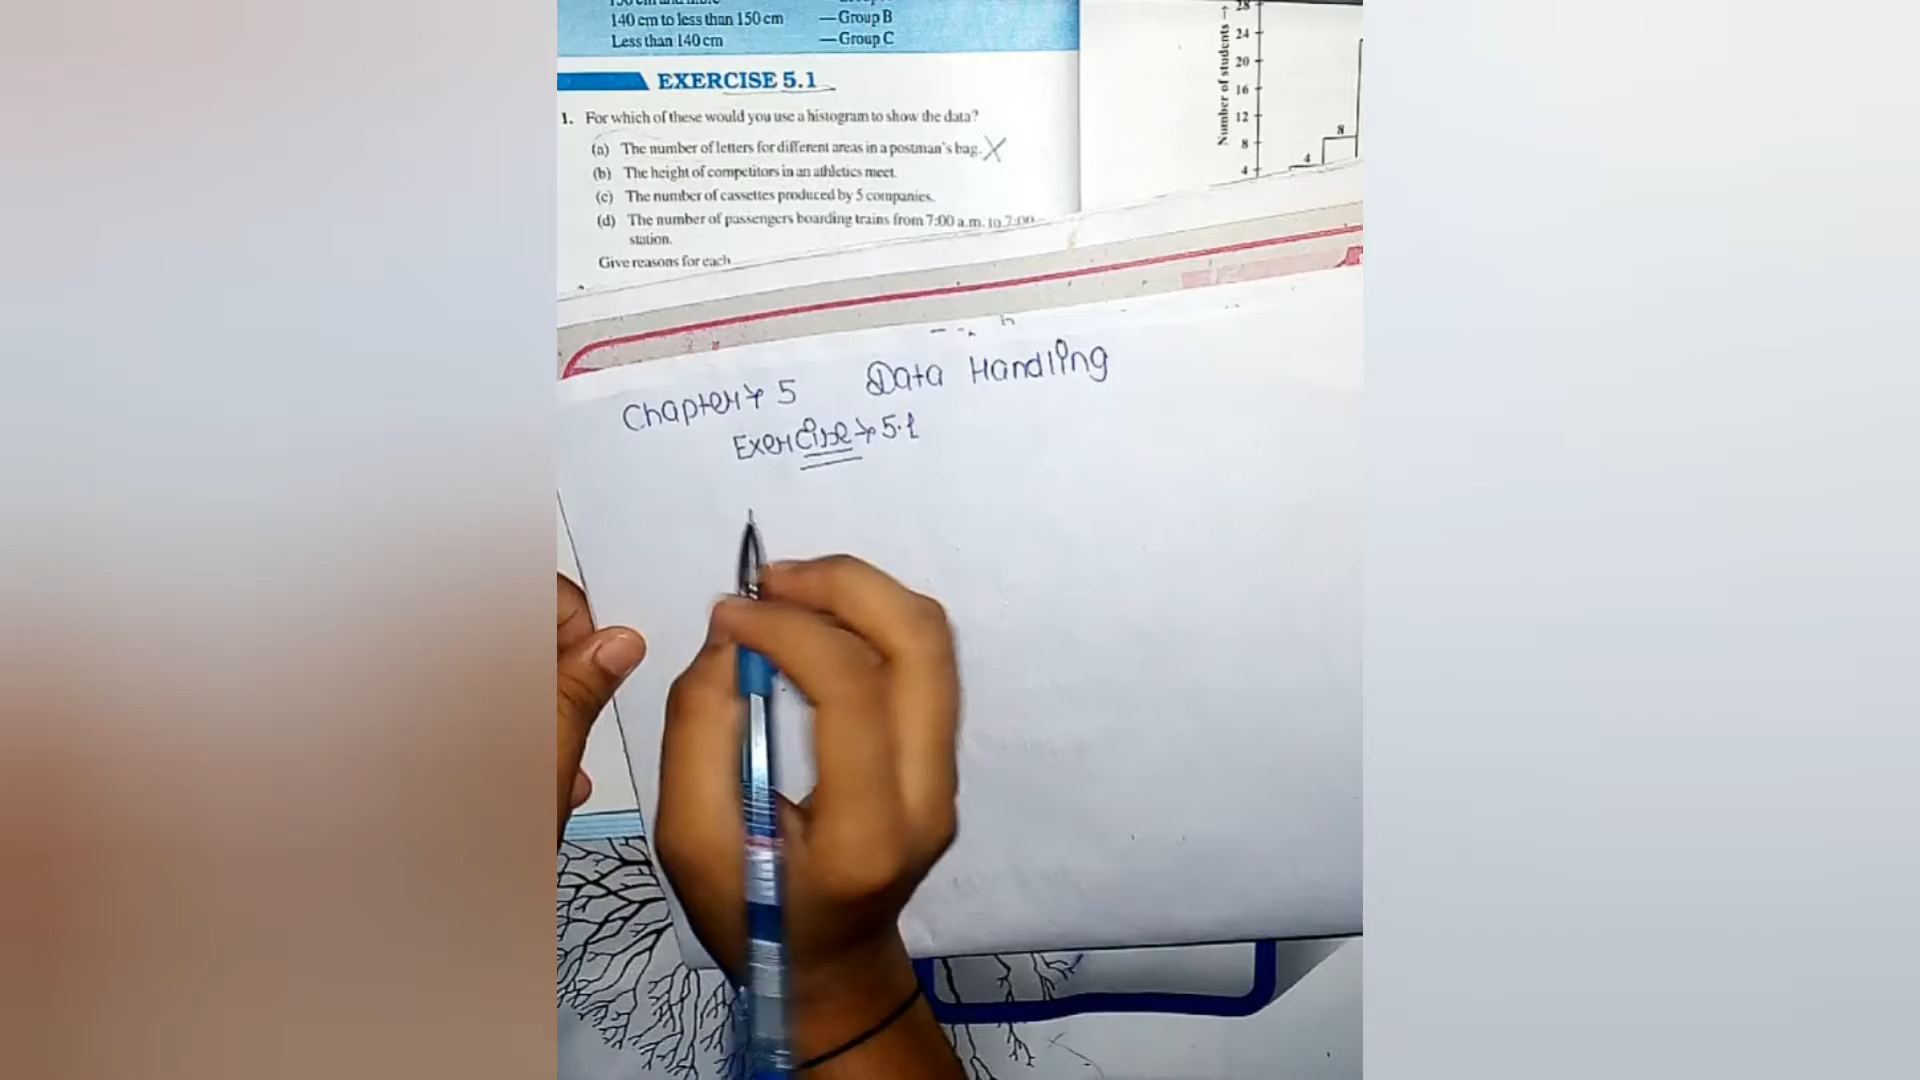 140 cm to less than 150 cm —Group B
Less than 140 cm —Group C
EXERCISE 5.1
1. For which of these would you use a histogram to show the data?
(a) The number of letters for different areas in a postman's bag. X
(b) The height of competitors in an athletics meet.
(c) The number of cassettes produced by 5 companies.
(d) The number of passengers boarding trains from 7:00 a.m. to 7:00
station.
Give reasons for each
Number of students →
28
24
20
16
12
8
4
8
4
Chapter → 5 Data Handling
Exercise → 5.1